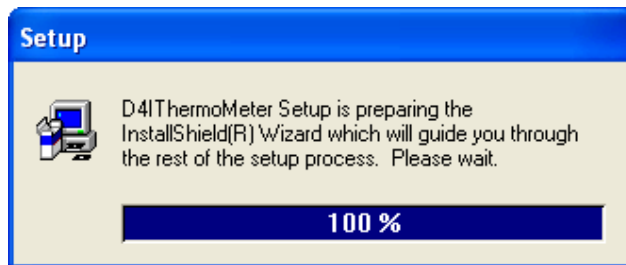 Setup
D4IThermoMeter Setup is preparing the
InstallShield(R) Wizard which will guide you through
the rest of the setup process.  Please wait.
100 %